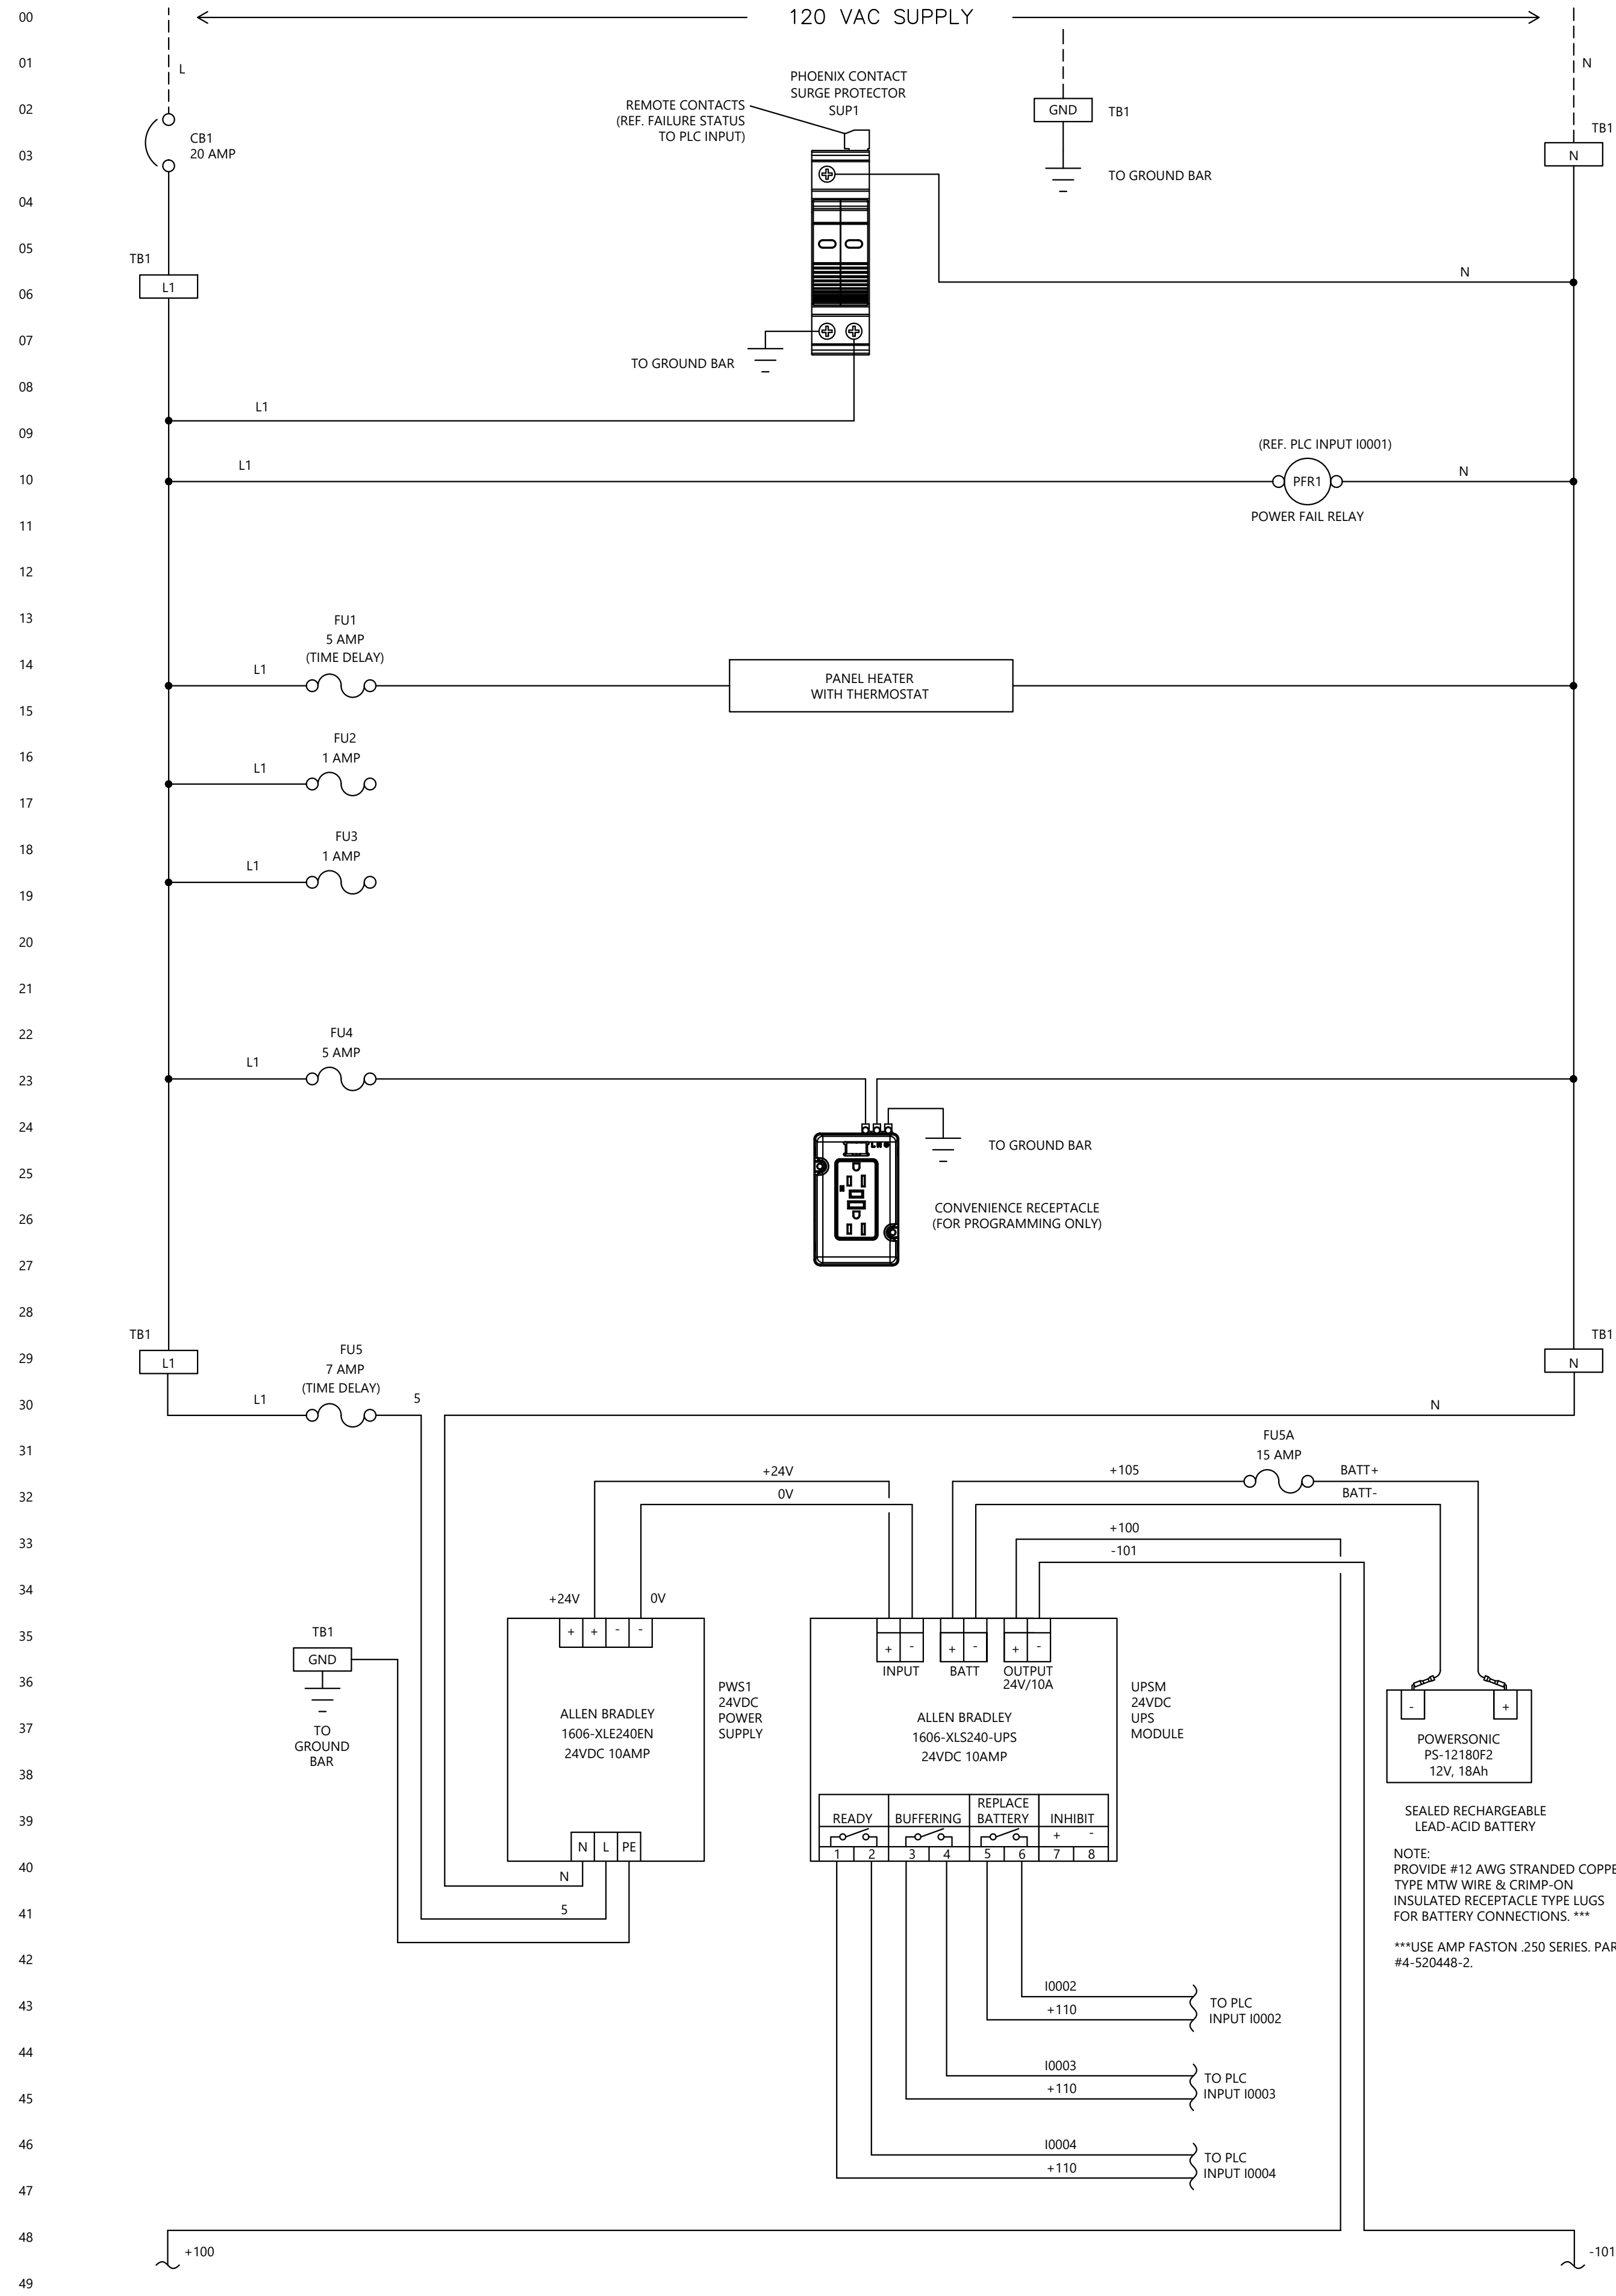 00
120 VAC SUPPLY
01
L
N
PHOENIX CONTACT
SURGE PROTECTOR
SUP1
REMOTE CONTACTS
(REF. FAILURE STATUS
TO PLC INPUT)
02
GND
TB1
TB1
CB1
20 AMP
03
N
TO GROUND BAR
04
05
TB1
L1
06
N
07
TO GROUND BAR
08
L1
09
(REF. PLC INPUT I0001)
L1
N
10
PFR1
POWER FAIL RELAY
11
12
13
FU1
5 AMP
(TIME DELAY)
14
L1
PANEL HEATER
WITH THERMOSTAT
15
FU2
16
1 AMP
L1
17
FU3
18
1 AMP
L1
19
20
21
22
FU4
5 AMP
L1
23
24
TO GROUND BAR
25
CONVENIENCE RECEPTACLE
(FOR PROGRAMMING ONLY)
26
27
28
TB1
TB1
29
L1
N
FU5
7 AMP
(TIME DELAY)
30
L1
5
N
31
FU5A
15 AMP
+24V
+105
BATT+
32
0V
BATT-
33
+100
-101
34
+24V
0V
35
TB1
GND
+ + - -
+ - + - + -
INPUT BATT OUTPUT
24V/10A
36
TO
GROUND
BAR
37
ALLEN BRADLEY
1606-XLE240EN
24VDC 10AMP
PWS1
24VDC
POWER
SUPPLY
ALLEN BRADLEY
1606-XLS240-UPS
24VDC 10AMP
UPSM
24VDC
UPS
MODULE
- +
POWERSONIC
PS-12180F2
12V, 18Ah
38
39
READY BUFFERING REPLACE
BATTERY INHIBIT
+ -
SEALED RECHARGEABLE
LEAD-ACID BATTERY
N L PE
40
1 2 3 4 5 6 7 8
N
NOTE:
PROVIDE #12 AWG STRANDED COPPE
TYPE MTW WIRE & CRIMP-ON
INSULATED RECEPTACLE TYPE LUGS
FOR BATTERY CONNECTIONS. ***
41
5
***USE AMP FASTON .250 SERIES. PAR
#4-520448-2.
42
43
I0002
+110
TO PLC
INPUT I0002
44
I0003
+110
TO PLC
INPUT I0003
45
46
I0004
+110
TO PLC
INPUT I0004
47
48
+100
-101
49